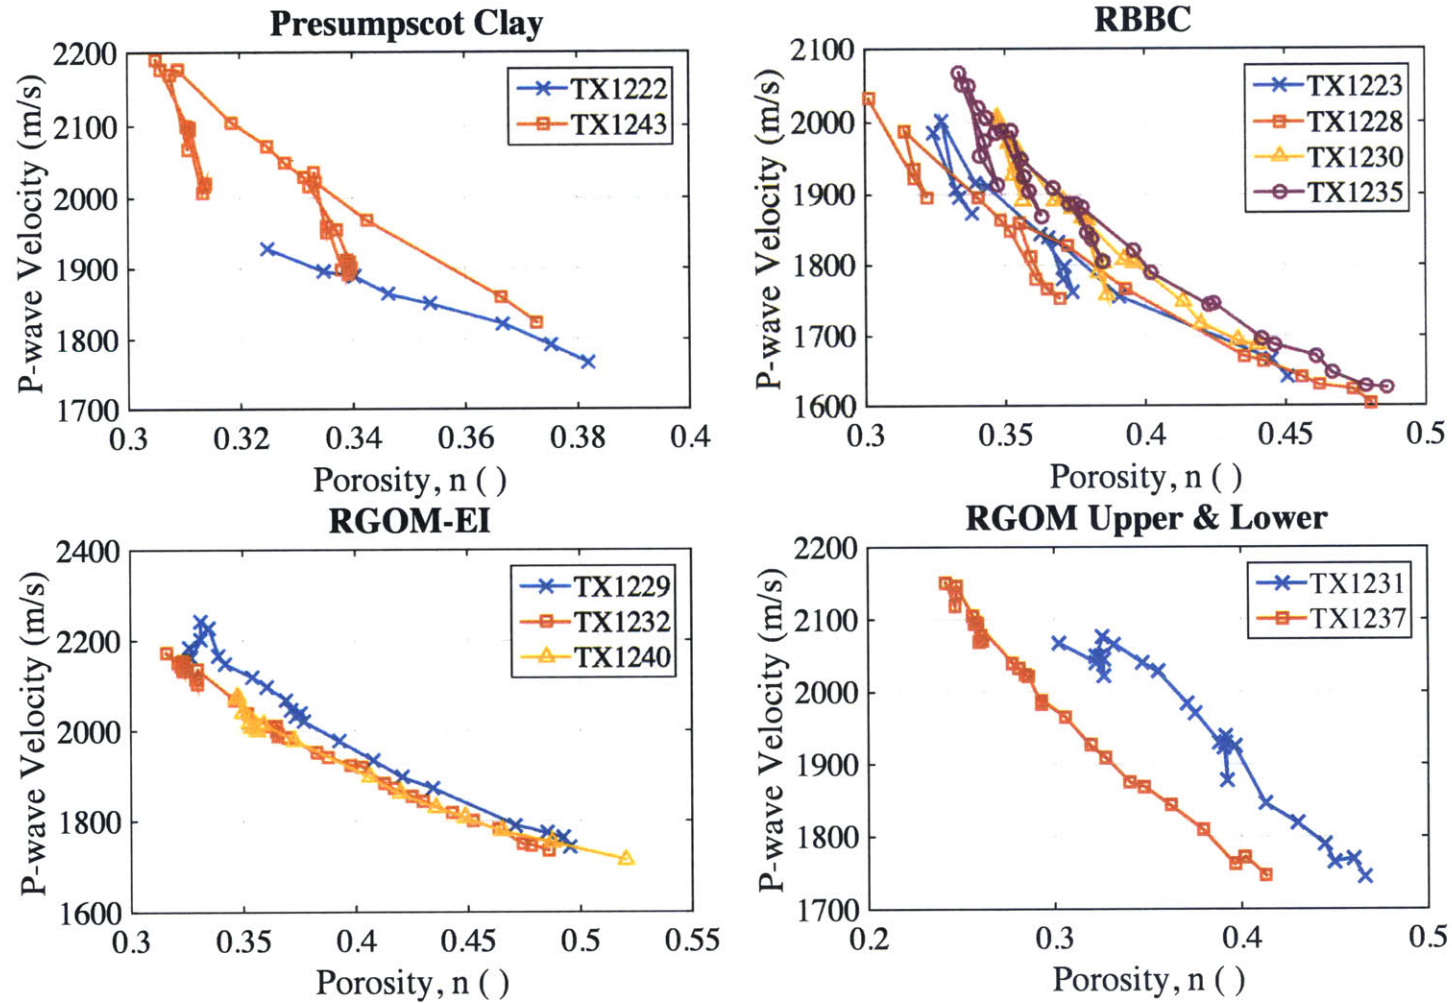 Presumpscot Clay
2200
2100
2000
1900
1800
1700
P-wave Velocity (m/s)
TX1222
TX1243
0.3 0.32 0.34 0.36 0.38 0.4
Porosity, n ( )
RBBC
2100
2000
1900
1800
1700
1600
P-wave Velocity (m/s)
TX1223
TX1228
TX1230
TX1235
0.3 0.35 0.4 0.45 0.5
Porosity, n ( )
RGOM-EI
2400
2200
2000
1800
1600
P-wave Velocity (m/s)
TX1229
TX1232
TX1240
0.3 0.35 0.4 0.45 0.5 0.55
Porosity, n ( )
RGOM Upper & Lower
2200
2100
2000
1900
1800
1700
P-wave Velocity (m/s)
TX1231
TX1237
0.2 0.3 0.4 0.5
Porosity, n ( )